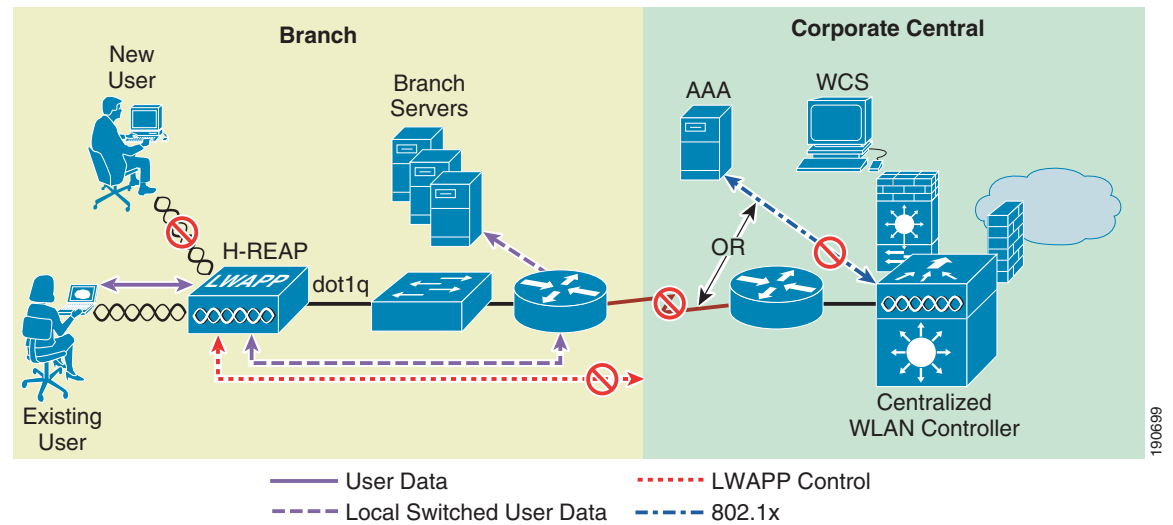 Branch
Corporate Central
New
User
Branch
Servers
AAA
WCS
H-REAP
LWAPP
dot1q
OR
Existing
User
Centralized
WLAN Controller
190699
User Data
LWAPP Control
Local Switched User Data
802.1x